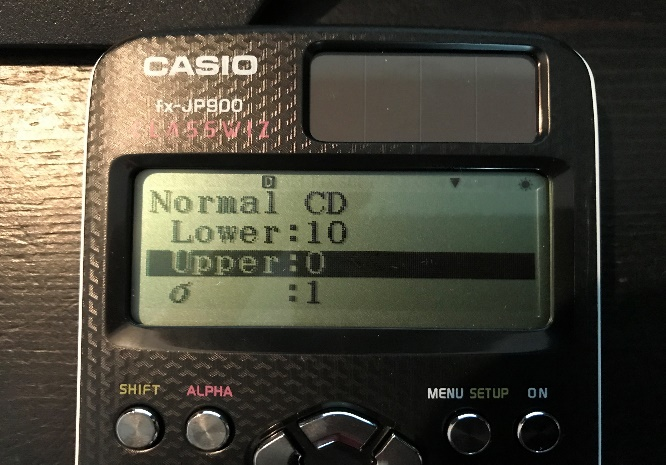 CASIO
fx-JP900
CLASSWIZ
D
Normal CD
Lower:10
Upper:0
σ :1
SHIFT ALPHA MENU SETUP ON